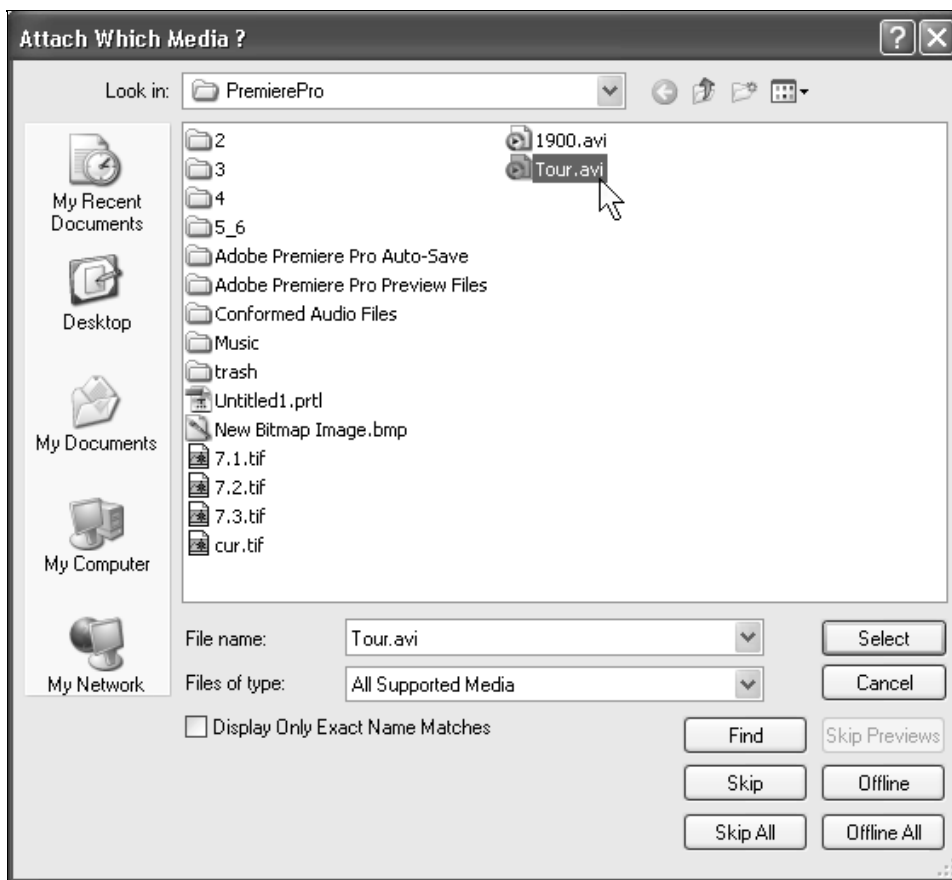 Attach Which Media ?
Look in: PremierePro
My Recent
Documents
Desktop
My Documents
My Computer
My Network
2
3
4
5_6
Adobe Premiere Pro Auto-Save
Adobe Premiere Pro Preview Files
Conformed Audio Files
Music
trash
Untitled1.prtl
New Bitmap Image.bmp
7.1.tif
7.2.tif
7.3.tif
cur.tif
1900.avi
Tour.avi
File name: Tour.avi Select
Files of type: All Supported Media Cancel
Display Only Exact Name Matches
Find Skip Previews
Skip Offline
Skip All Offline All